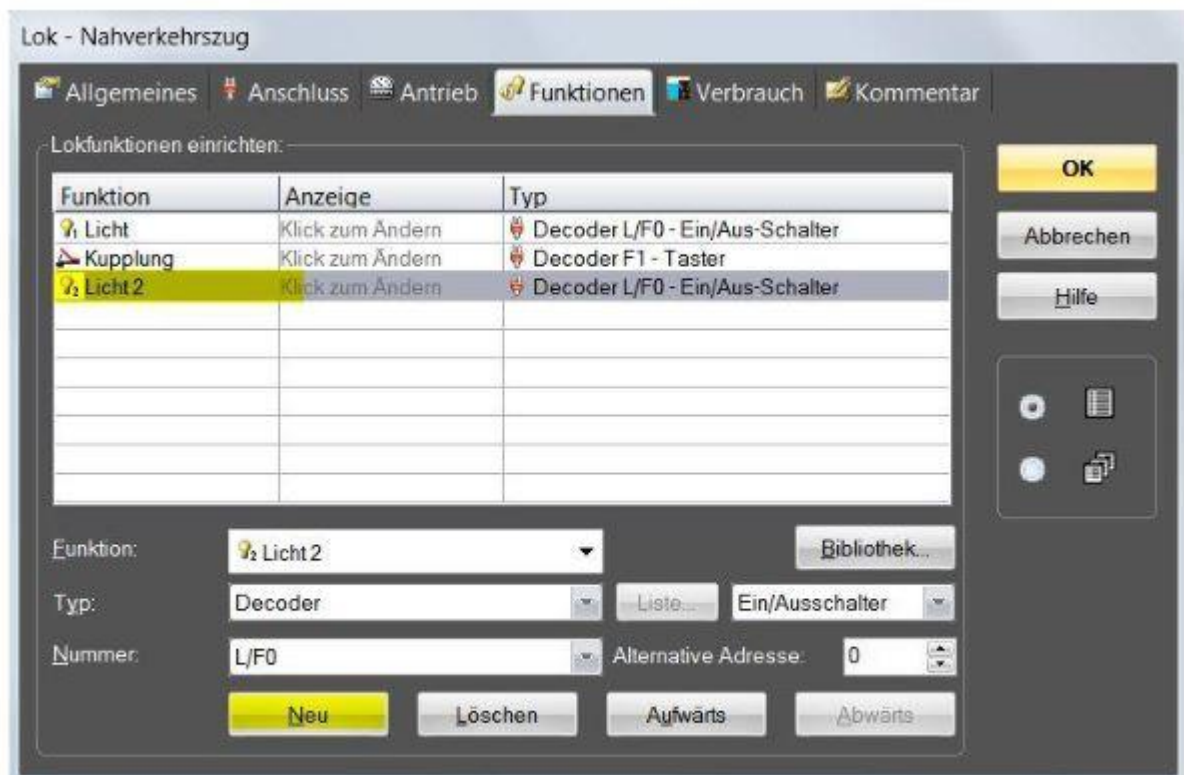 Lok - Nahverkehrszug
Allgemeines Anschluss Antrieb Funktionen Verbrauch Kommentar
Lokfunktionen einrichten:
Funktion Anzeige Typ
Licht Klick zum Ändern Decoder L/F0 - Ein/Aus-Schalter
Kupplung Klick zum Ändern Decoder F1 - Taster
Licht 2 Klick zum Ändern Decoder L/F0 - Ein/Aus-Schalter
OK
Abbrechen
Hilfe
Funktion: Licht 2 Bibliothek...
Typ: Decoder Liste... Ein/Ausschalter
Nummer: L/F0 Alternative Adresse: 0
Neu Löschen Aufwärts Abwärts